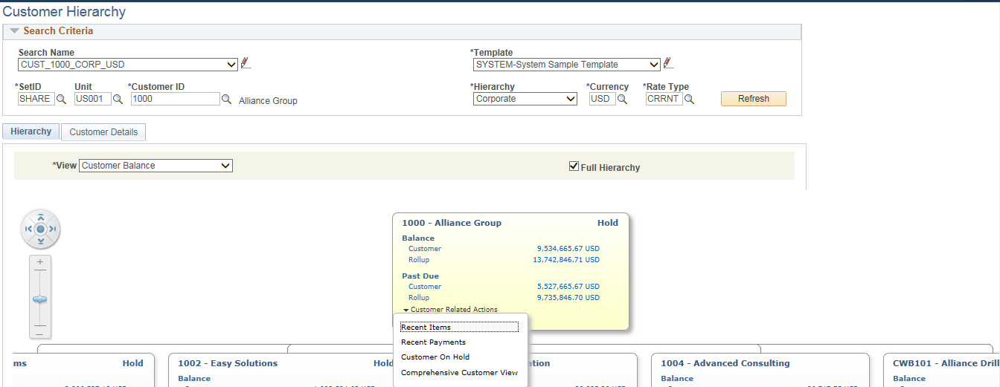 Customer Hierarchy
Search Criteria
Search Name
*Template
CUST_1000_CORP_USD
SYSTEM-System Sample Template
*SetID Unit *Customer ID
*Hierarchy *Currency *Rate Type
SHARE US001 1000 Alliance Group
Corporate USD CRRNT Refresh
Hierarchy Customer Details
*View Customer Balance Full Hierarchy
1000 - Alliance Group Hold
Balance
Customer 9,534,665.67 USD
Rollup 13,742,846.71 USD
Past Due
Customer 5,527,665.67 USD
Rollup 9,735,846.70 USD
Customer Related Actions
Recent Items
Recent Payments
Customer On Hold
Comprehensive Customer View
ms Hold
1002 - Easy Solutions Hold
ation
1004 - Advanced Consulting
CWB101 - Alliance Drill
Balance
Balance
Balance